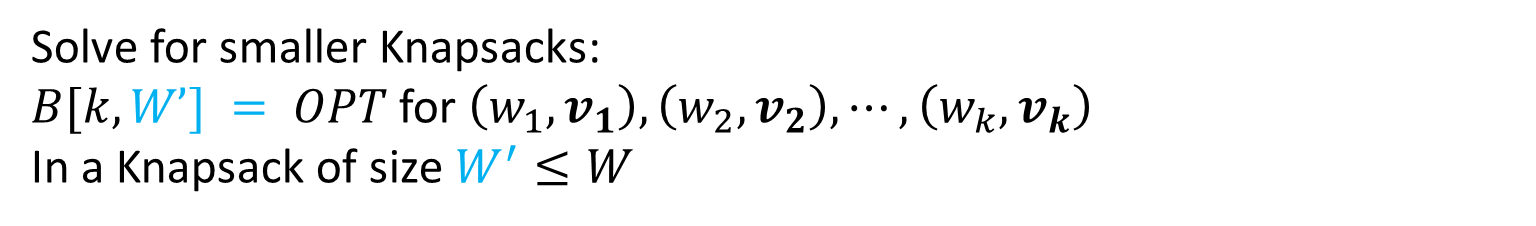 Solve for smaller Knapsacks:
B[k, W’] = OPT for (w₁, v₁), (w₂, v₂), ⋯ , (wₖ, vₖ)
In a Knapsack of size W′ ≤ W